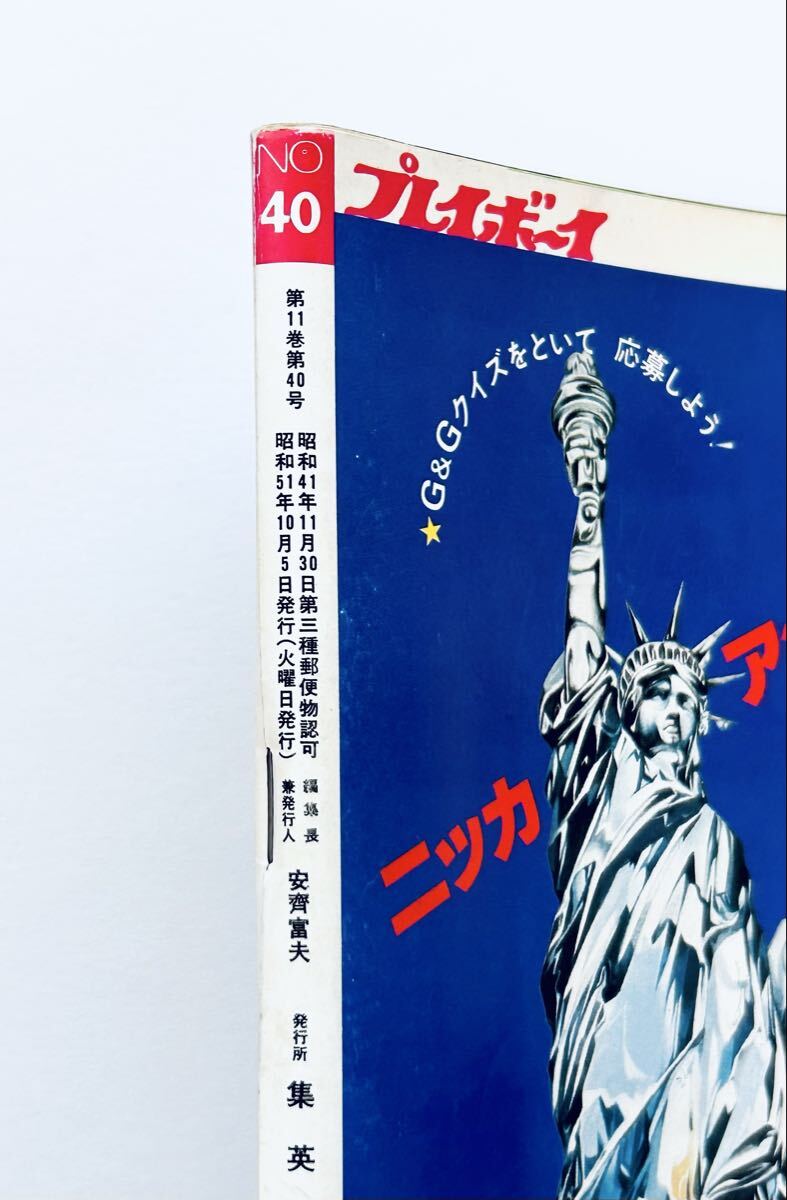 NO
40
第11巻第40号
昭和41年11月30日第三種郵便物認可
昭和51年10月5日発行(火曜日発行)
編集長
兼発行人
安齊富夫
発行所
集英
プレイボーイ
★G&Gクイズをといて 応募しよう!
ニッカ
ア